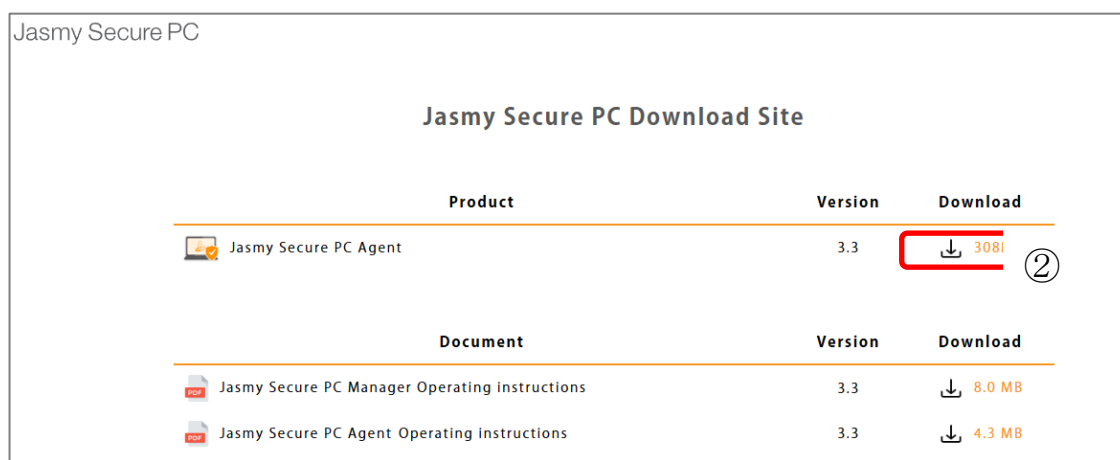 Jasmy Secure PC
Jasmy Secure PC Download Site
Product Version Download
Jasmy Secure PC Agent 3.3
②
Document Version Download
PDF Jasmy Secure PC Manager Operating instructions 3.3 8.0 MB
PDF Jasmy Secure PC Agent Operating instructions 3.3 4.3 MB